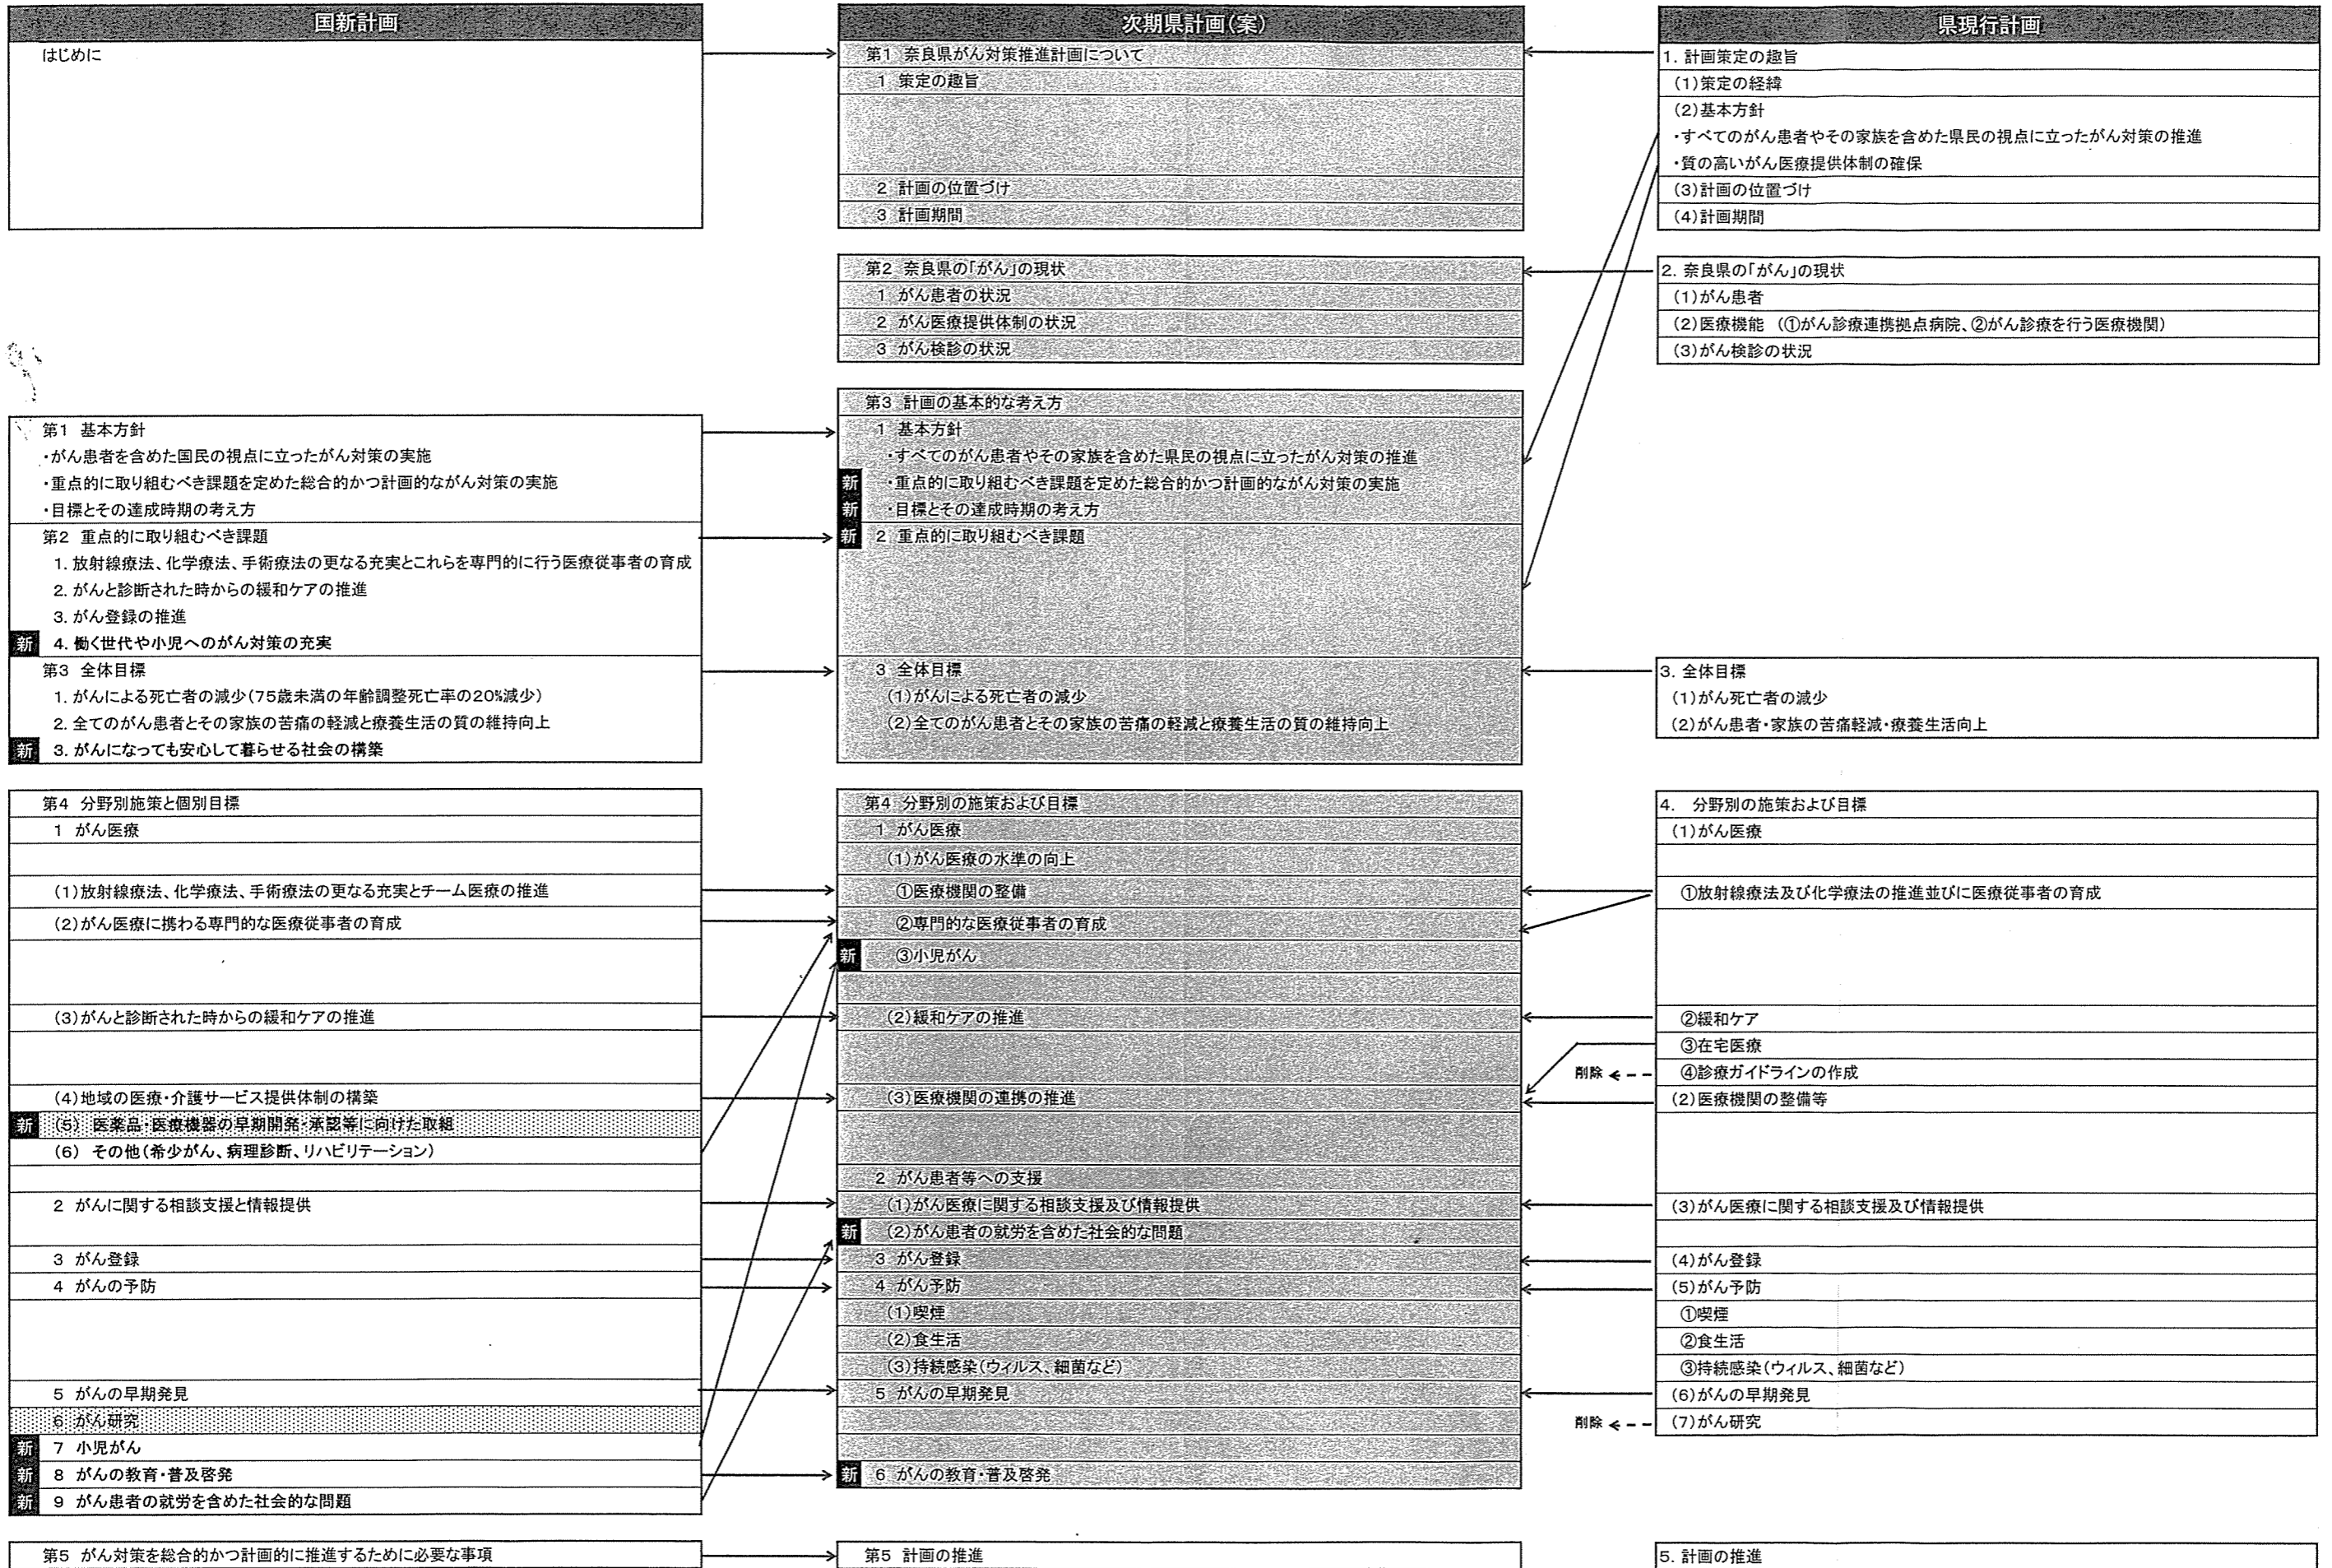 国新計画
はじめに
第1 基本方針
・がん患者を含めた国民の視点に立ったがん対策の実施
・重点的に取り組むべき課題を定めた総合的かつ計画的ながん対策の実施
・目標とその達成時期の考え方
第2 重点的に取り組むべき課題
1. 放射線療法、化学療法、手術療法の更なる充実とこれらを専門的に行う医療従事者の育成
2. がんと診断された時からの緩和ケアの推進
3. がん登録の推進
新 4. 働く世代や小児へのがん対策の充実
第3 全体目標
1. がんによる死亡者の減少(75歳未満の年齢調整死亡率の20%減少)
2. 全てのがん患者とその家族の苦痛の軽減と療養生活の質の維持向上
新 3. がんになっても安心して暮らせる社会の構築
第4 分野別施策と個別目標
1 がん医療
(1)放射線療法、化学療法、手術療法の更なる充実とチーム医療の推進
(2)がん医療に携わる専門的な医療従事者の育成
(3)がんと診断された時からの緩和ケアの推進
(4)地域の医療・介護サービス提供体制の構築
新 (5) 医薬品・医療機器の早期開発・承認等に向けた取組
(6) その他(希少がん、病理診断、リハビリテーション)
2 がんに関する相談支援と情報提供
3 がん登録
4 がんの予防
5 がんの早期発見
6 がん研究
新 7 小児がん
新 8 がんの教育・普及啓発
新 9 がん患者の就労を含めた社会的な問題
第5 がん対策を総合的かつ計画的に推進するために必要な事項
次期県計画(案)
第1 奈良県がん対策推進計画について
1 策定の趣旨
2 計画の位置づけ
3 計画期間
第2 奈良県の「がん」の現状
1 がん患者の状況
2 がん医療提供体制の状況
3 がん検診の状況
第3 計画の基本的な考え方
1 基本方針
・すべてのがん患者やその家族を含めた県民の視点に立ったがん対策の推進
新 ・重点的に取り組むべき課題を定めた総合的かつ計画的ながん対策の実施
新 ・目標とその達成時期の考え方
新 2 重点的に取り組むべき課題
3 全体目標
(1)がんによる死亡者の減少
(2)全てのがん患者とその家族の苦痛の軽減と療養生活の質の維持向上
第4 分野別の施策および目標
1 がん医療
(1)がん医療の水準の向上
①医療機関の整備
②専門的な医療従事者の育成
新 ③小児がん
(2)緩和ケアの推進
(3)医療機関の連携の推進
2 がん患者等への支援
(1)がん医療に関する相談支援及び情報提供
新 (2)がん患者の就労を含めた社会的な問題
3 がん登録
4 がん予防
(1)喫煙
(2)食生活
(3)持続感染(ウィルス、細菌など)
5 がんの早期発見
新 6 がんの教育・普及啓発
第5 計画の推進
県現行計画
1. 計画策定の趣旨
(1)策定の経緯
(2)基本方針
・すべてのがん患者やその家族を含めた県民の視点に立ったがん対策の推進
・質の高いがん医療提供体制の確保
(3)計画の位置づけ
(4)計画期間
2. 奈良県の「がん」の現状
(1)がん患者
(2)医療機能 (①がん診療連携拠点病院、②がん診療を行う医療機関)
(3)がん検診の状況
3. 全体目標
(1)がん死亡者の減少
(2)がん患者・家族の苦痛軽減・療養生活向上
4. 分野別の施策および目標
(1)がん医療
①放射線療法及び化学療法の推進並びに医療従事者の育成
②緩和ケア
③在宅医療
削除 ④診療ガイドラインの作成
(2)医療機関の整備等
(3)がん医療に関する相談支援及び情報提供
(4)がん登録
(5)がん予防
①喫煙
②食生活
③持続感染(ウィルス、細菌など)
(6)がんの早期発見
削除 (7)がん研究
5. 計画の推進